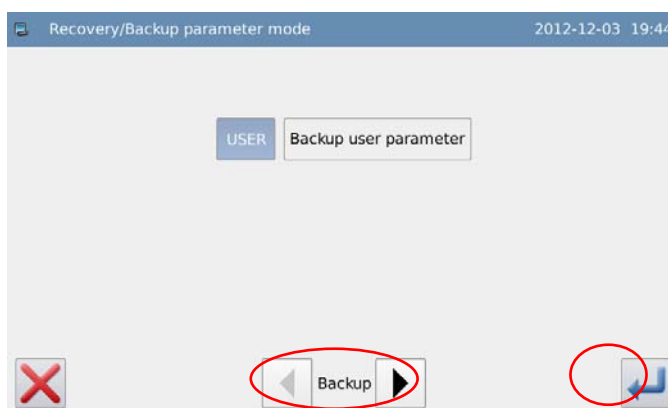 Recovery/Backup parameter mode 2012-12-03 19:44
USER Backup user parameter
Backup